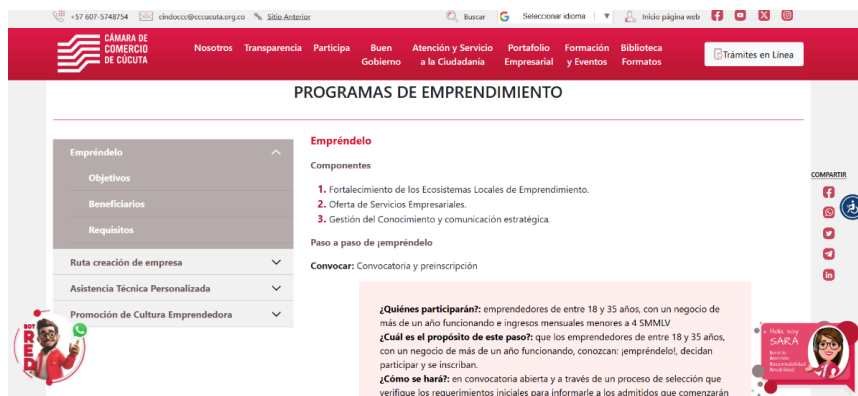 +57 607-5748754 cindoccc@cccucuta.org.co Sitio Anterior Buscar Seleccionar idioma ▼ Inicio página web
CÁMARA DE
COMERCIO
DE CÚCUTA
Nosotros Transparencia Participa Buen Gobierno Atención y Servicio a la Ciudadanía Portafolio Empresarial Formación y Eventos Biblioteca Formatos Trámites en Línea
PROGRAMAS DE EMPRENDIMIENTO
Empréndelo
Objetivos
Beneficiarios
Requisitos
Ruta creación de empresa
Asistencia Técnica Personalizada
Promoción de Cultura Emprendedora
Empréndelo
Componentes
1. Fortalecimiento de los Ecosistemas Locales de Emprendimiento.
2. Oferta de Servicios Empresariales.
3. Gestión del Conocimiento y comunicación estratégica.
Paso a paso de ¡empréndelo
Convocar: Convocatoria y preinscripción
¿Quiénes participarán?: emprendedores de entre 18 y 35 años, con un negocio de
más de un año funcionando e ingresos mensuales menores a 4 SMMLV
¿Cuál es el propósito de este paso?: que los emprendedores de entre 18 y 35 años,
con un negocio de más de un año funcionando, conozcan: ¡empréndelo!, decidan
participar y se inscriban.
¿Cómo se hará?: en convocatoria abierta y a través de un proceso de selección que
verifique los requerimientos iniciales para informarle a los admitidos que comenzarán
COMPARTIR
BOT
RED
Hola soy
SARA
Servicio
Atención
Responsabilidad
Amabilidad